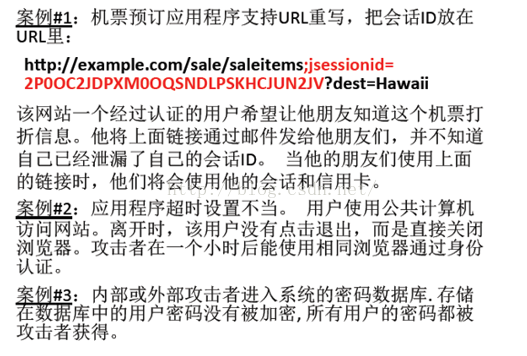 案例#1：机票预订应用程序支持URL重写，把会话ID放在
URL里：
http://example.com/sale/saleitems;jsessionid=
2P0OC2JDPXM0OQSNDLPSKHCJUN2JV?dest=Hawaii
该网站一个经过认证的用户希望让他朋友知道这个机票打
折信息。他将上面链接通过邮件发给他朋友们，并不知道
自己已经泄漏了自己的会话ID。 当他的朋友们使用上面
的链接时，他们将会使用他的会话和信用卡。
http://blog.csdn.net/
案例#2：应用程序超时设置不当。 用户使用公共计算机
访问网站。离开时，该用户没有点击退出，而是直接关闭
浏览器。攻击者在一个小时后能使用相同浏览器通过身份
认证。
案例#3：内部或外部攻击者进入系统的密码数据库.存储
在数据库中的用户密码没有被加密,所有用户的密码都被
攻击者获得。